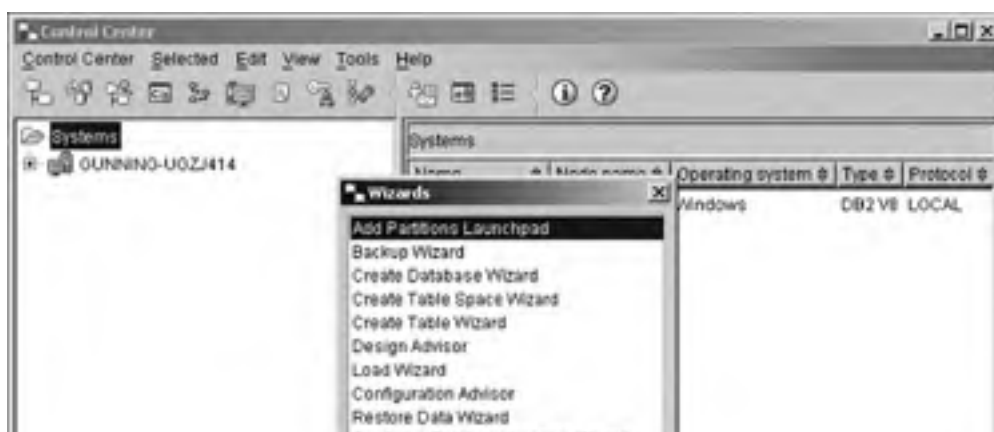 Control Center
Control Center Selected Edit View Tools Help
Systems
GUNNING-UGZJ414
Systems
Name Node name Operating system Type Protocol
Windows DB2 V8 LOCAL
Wizards
Add Partitions Launchpad
Backup Wizard
Create Database Wizard
Create Table Space Wizard
Create Table Wizard
Design Advisor
Load Wizard
Configuration Advisor
Restore Data Wizard